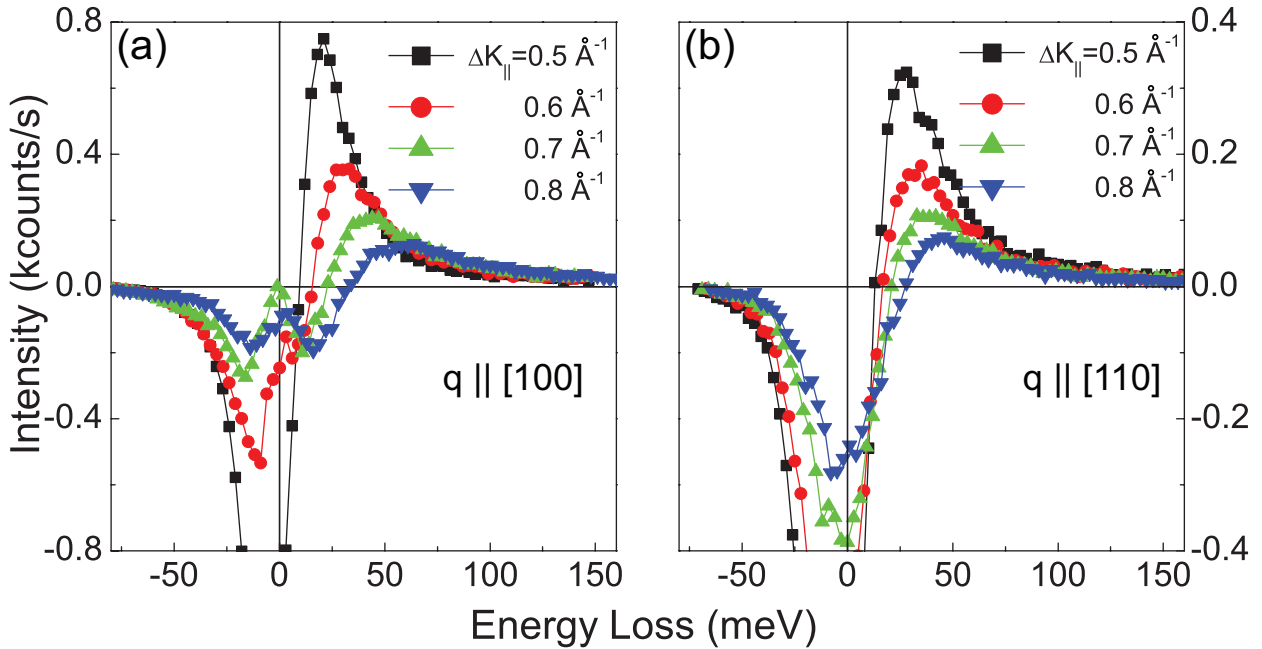 (a)
ΔK||=0.5 Å-1
0.6 Å-1
0.7 Å-1
0.8 Å-1
q || [100]
0.8
0.4
0.0
-0.4
-0.8
-50
0
50
100
150
Intensity (kcounts/s)
(b)
ΔK||=0.5 Å-1
0.6 Å-1
0.7 Å-1
0.8 Å-1
q || [110]
0.4
0.2
0.0
-0.2
-0.4
-50
0
50
100
150
Energy Loss (meV)